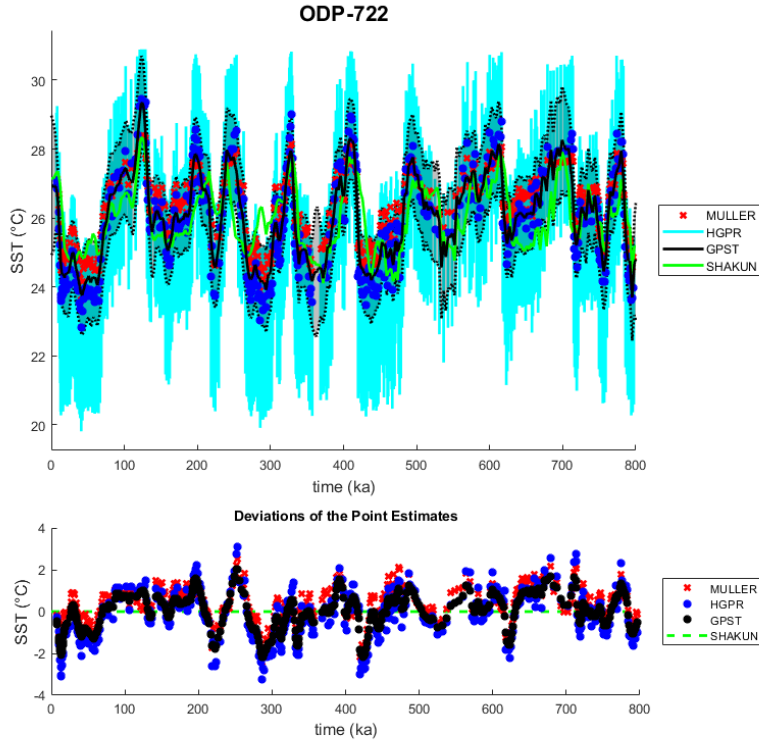 ODP-722
SST (°C)
30
28
26
24
22
20
0 100 200 300 400 500 600 700 800
time (ka)
MULLER
HGPR
GPST
SHAKUN
Deviations of the Point Estimates
SST (°C)
4
2
0
-2
-4
0 100 200 300 400 500 600 700 800
time (ka)
MULLER
HGPR
GPST
SHAKUN